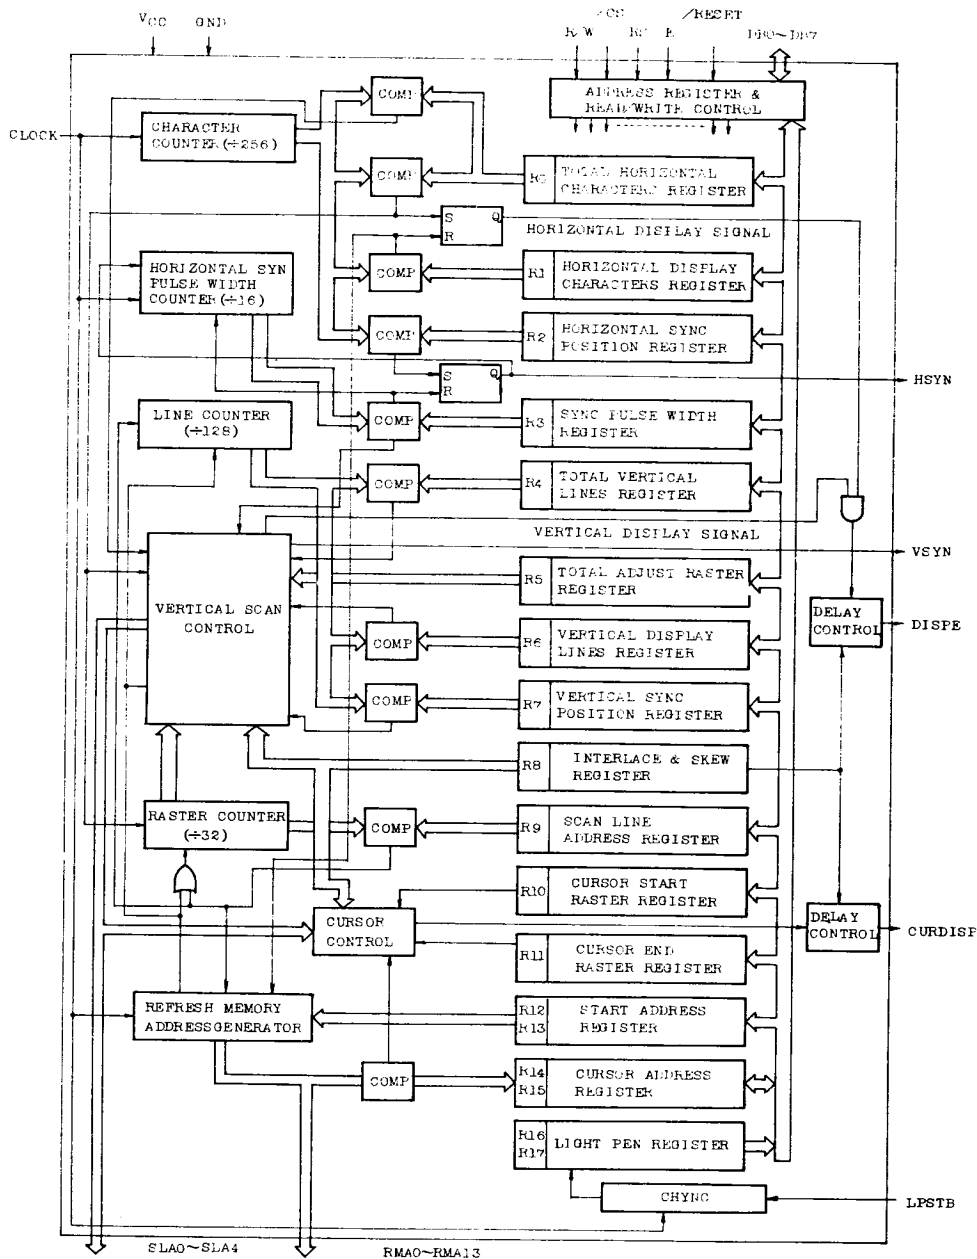 VCC GND
/CS /RESET
R/W RS E DB0~DB7
ADDRESS REGISTER &
READ/WRITE CONTROL
COMP
CLOCK
CHARACTER
COUNTER(÷256)
COMP
R0 TOTAL HORIZONTAL
CHARACTERS REGISTER
S Q
R
HORIZONTAL DISPLAY SIGNAL
HORIZONTAL SYN
PULSE WIDTH
COUNTER(÷16)
COMP
R1 HORIZONTAL DISPLAY
CHARACTERS REGISTER
COMP
R2 HORIZONTAL SYNC
POSITION REGISTER
S Q
R
HSYN
LINE COUNTER
(÷128)
COMP
R3 SYNC PULSE WIDTH
REGISTER
COMP
R4 TOTAL VERTICAL
LINES REGISTER
VERTICAL DISPLAY SIGNAL
VSYN
VERTICAL SCAN
CONTROL
R5 TOTAL ADJUST RASTER
REGISTER
DELAY
CONTROL
DISPE
COMP
R6 VERTICAL DISPLAY
LINES REGISTER
COMP
R7 VERTICAL SYNC
POSITION REGISTER
R8 INTERLACE & SKEW
REGISTER
RASTER COUNTER
(÷32)
COMP
R9 SCAN LINE
ADDRESS REGISTER
R10 CURSOR START
RASTER REGISTER
CURSOR
CONTROL
DELAY
CONTROL
CURDISP
R11 CURSOR END
RASTER REGISTER
REFRESH MEMORY
ADDRESSGENERATOR
R12 START ADDRESS
R13 REGISTER
COMP
R14 CURSOR ADDRESS
R15 REGISTER
R16
R17 LIGHT PEN REGISTER
CHYNC
LPSTB
SLA0~SLA4 RMA0~RMA13